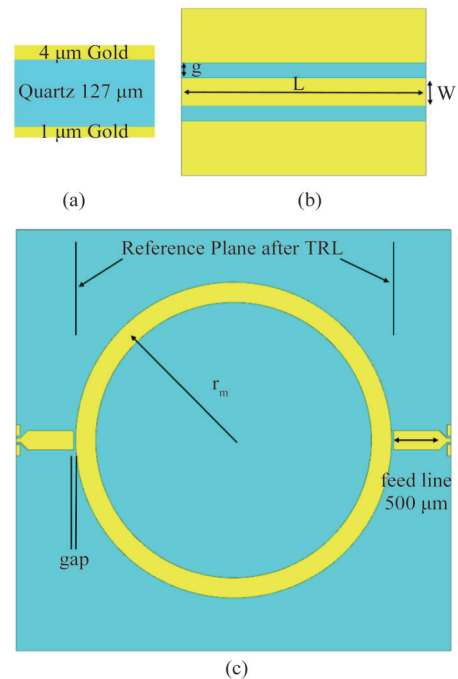 4 μm Gold
Quartz 127 μm
1 μm Gold
(a)
g
L
W
(b)
Reference Plane after TRL
r_m
feed line
500 μm
gap
(c)